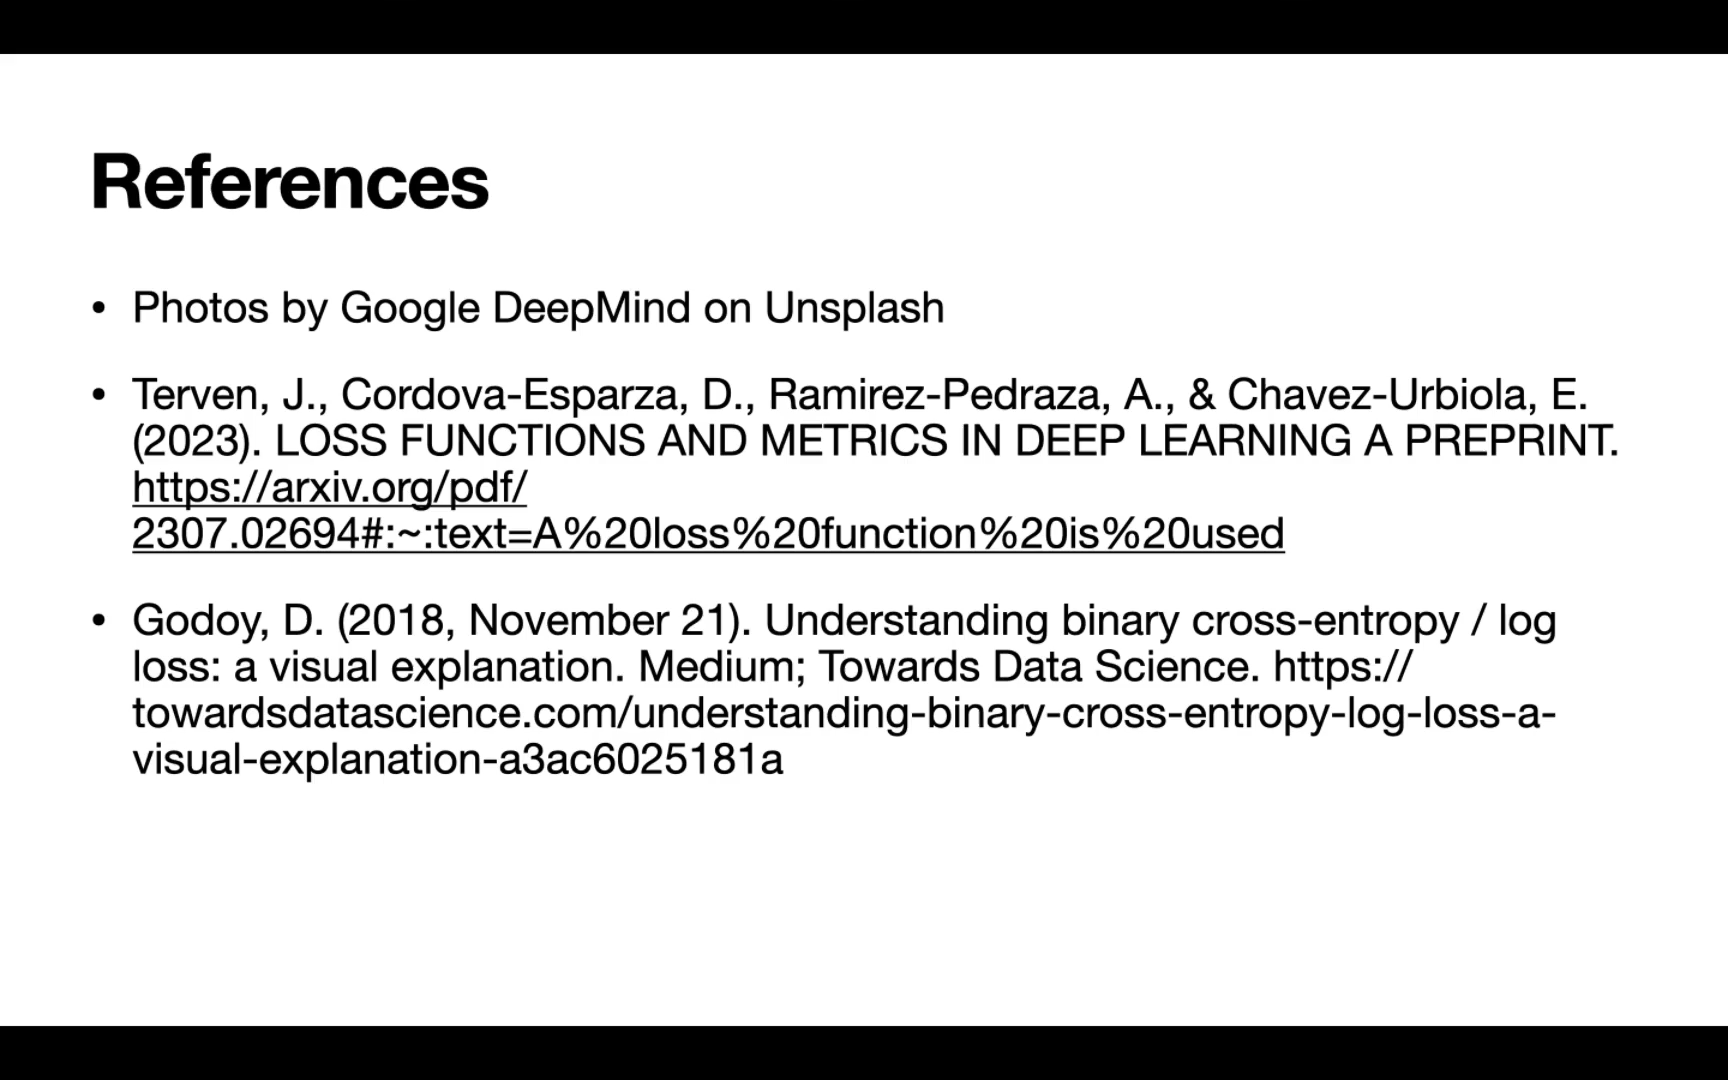 References
• Photos by Google DeepMind on Unsplash
• Terven, J., Cordova-Esparza, D., Ramirez-Pedraza, A., & Chavez-Urbiola, E.
(2023). LOSS FUNCTIONS AND METRICS IN DEEP LEARNING A PREPRINT.
https://arxiv.org/pdf/
2307.02694#:~:text=A%20loss%20function%20is%20used
• Godoy, D. (2018, November 21). Understanding binary cross-entropy / log
loss: a visual explanation. Medium; Towards Data Science. https://
towardsdatascience.com/understanding-binary-cross-entropy-log-loss-a-
visual-explanation-a3ac6025181a